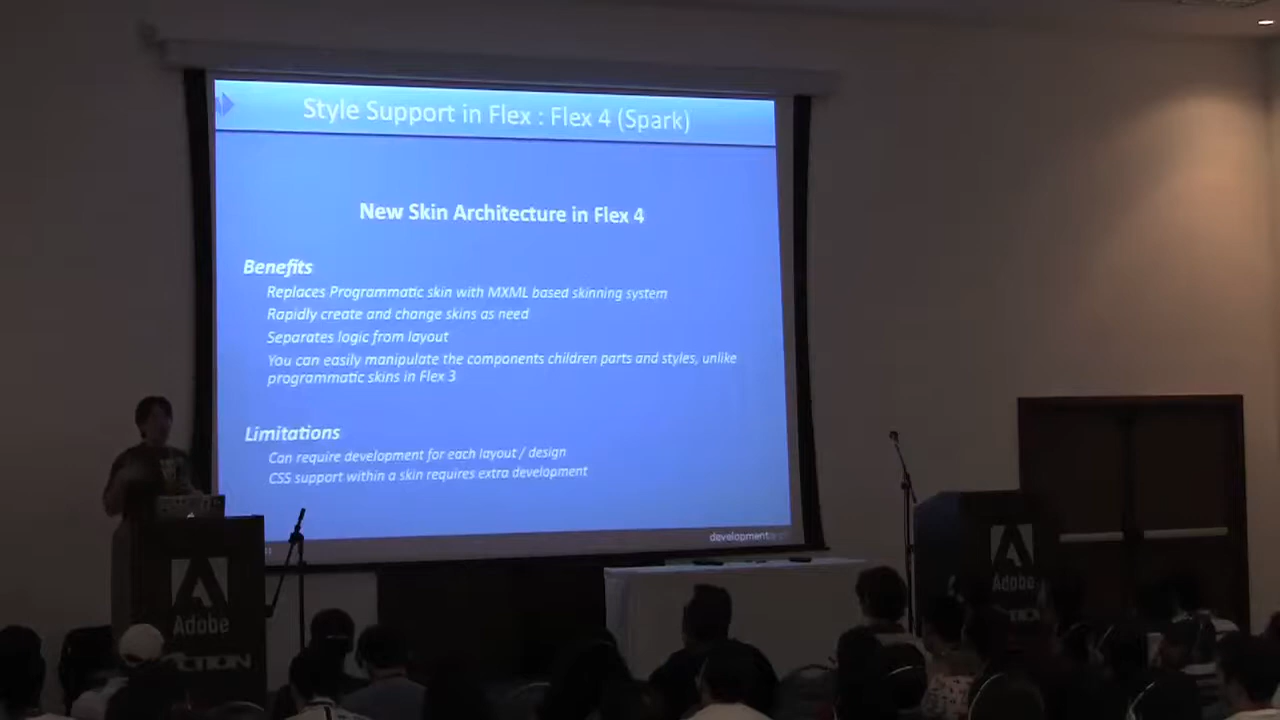 Style Support in Flex : Flex 4 (Spark)
New Skin Architecture in Flex 4
Benefits
Replaces Programmatic skin with MXML based skinning system
Rapidly create and change skins as need
Separates logic from layout
You can easily manipulate the components children parts and styles, unlike
programmatic skins in Flex 3
Limitations
Can require development for each layout / design
CSS support within a skin requires extra development
Adobe
Adobe